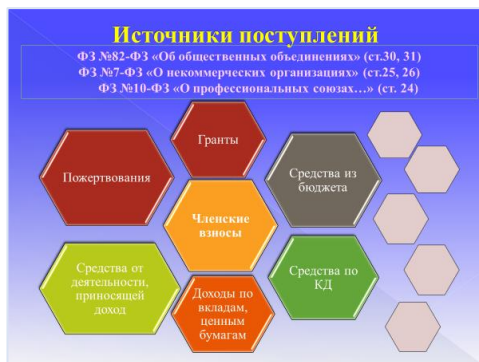 Источники поступлений
ФЗ №82-ФЗ «Об общественных объединениях» (ст.30, 31)
ФЗ №7-ФЗ «О некоммерческих организациях» (ст.25, 26)
ФЗ №10-ФЗ «О профессиональных союзах…» (ст. 24)
Гранты
Пожертвования
Средства из
бюджета
Членские
взносы
Средства от
деятельности,
приносящей
доход
Средства по
КД
Доходы по
вкладам,
ценным
бумагам